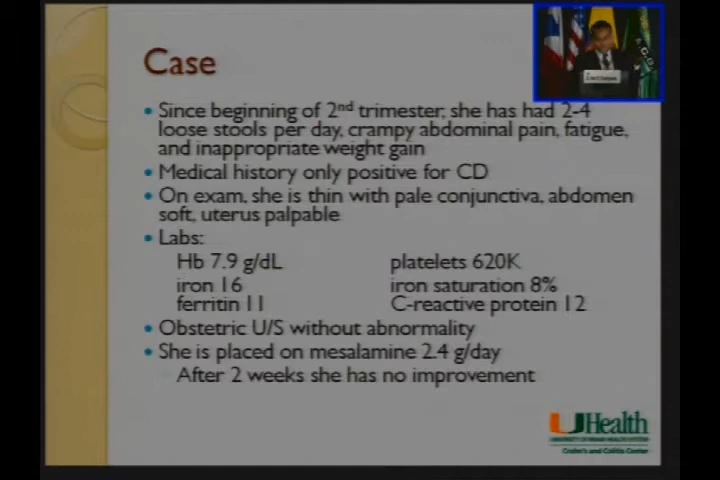 Case
• Since beginning of 2nd trimester, she has had 2-4
loose stools per day, crampy abdominal pain, fatigue,
and inappropriate weight gain
• Medical history only positive for CD
• On exam, she is thin with pale conjunctiva, abdomen
soft, uterus palpable
• Labs:
Hb 7.9 g/dL platelets 620K
iron 16 iron saturation 8%
ferritin 11 C-reactive protein 12
• Obstetric U/S without abnormality
• She is placed on mesalamine 2.4 g/day
After 2 weeks she has no improvement
UHealth
UNIVERSITY OF MIAMI HEALTH SYSTEM
Crohn's and Colitis Center